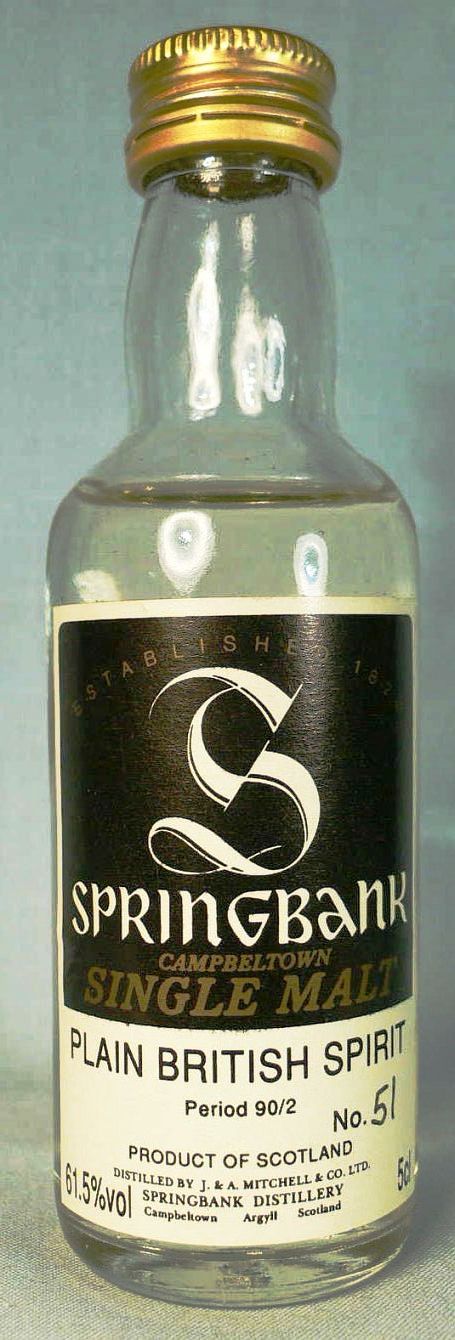 ESTABLISHED 182
S
SPRINGBANK
CAMPBELTOWN
SINGLE MALT
PLAIN BRITISH SPIRIT
Period 90/2
No. 51
PRODUCT OF SCOTLAND
DISTILLED BY J. & A. MITCHELL & CO. LTD.
61.5%vol SPRINGBANK DISTILLERY 5cl
Campbeltown Argyll Scotland